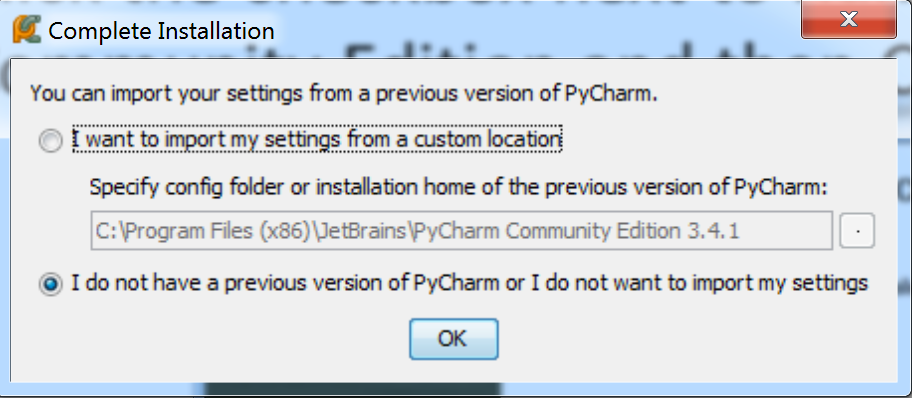 Complete Installation
You can import your settings from a previous version of PyCharm.
I want to import my settings from a custom location
Specify config folder or installation home of the previous version of PyCharm:
C:\Program Files (x86)\JetBrains\PyCharm Community Edition 3.4.1
I do not have a previous version of PyCharm or I do not want to import my settings
OK